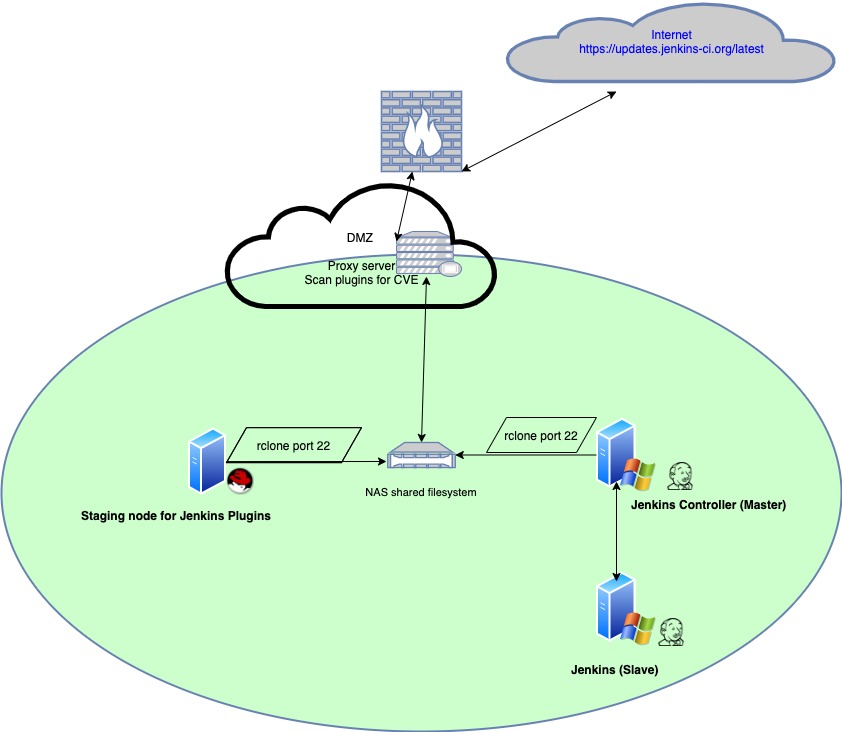 Internet
https://updates.jenkins-ci.org/latest
DMZ
Proxy server
Scan plugins for CVE
rclone port 22
rclone port 22
NAS shared filesystem
Staging node for Jenkins Plugins
Jenkins Controller (Master)
Jenkins (Slave)